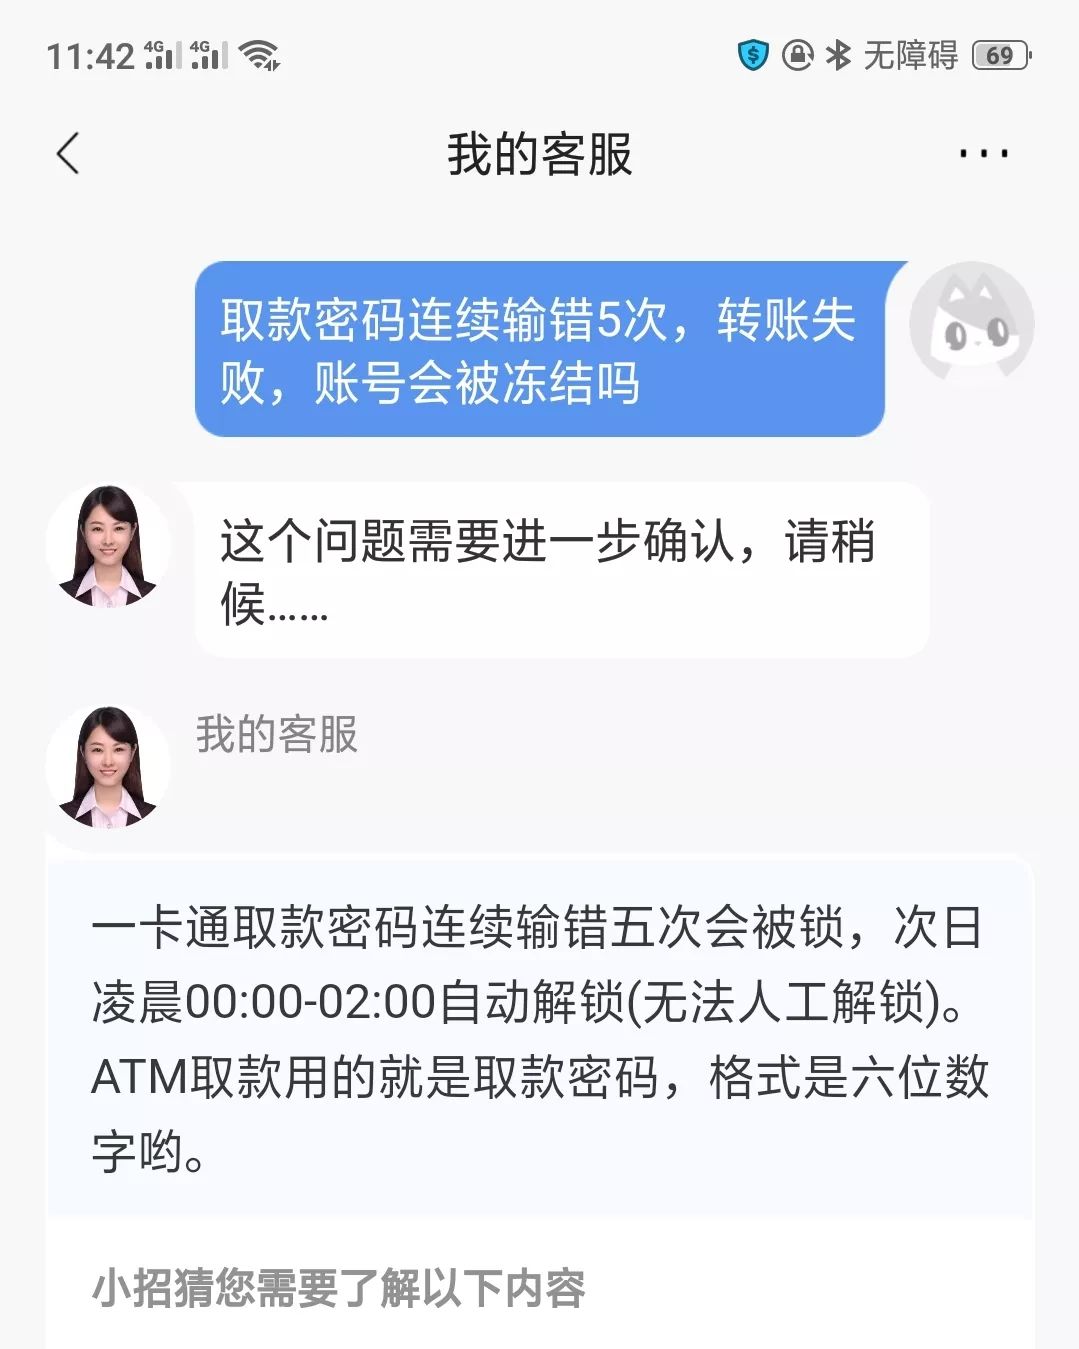 11:42 4G 4G 无障碍 69
我的客服
取款密码连续输错5次，转账失
败，账号会被冻结吗
这个问题需要进一步确认，请稍
候……
我的客服
一卡通取款密码连续输错五次会被锁，次日
凌晨00:00-02:00自动解锁(无法人工解锁)。
ATM取款用的就是取款密码，格式是六位数
字哟。
小招猜您需要了解以下内容